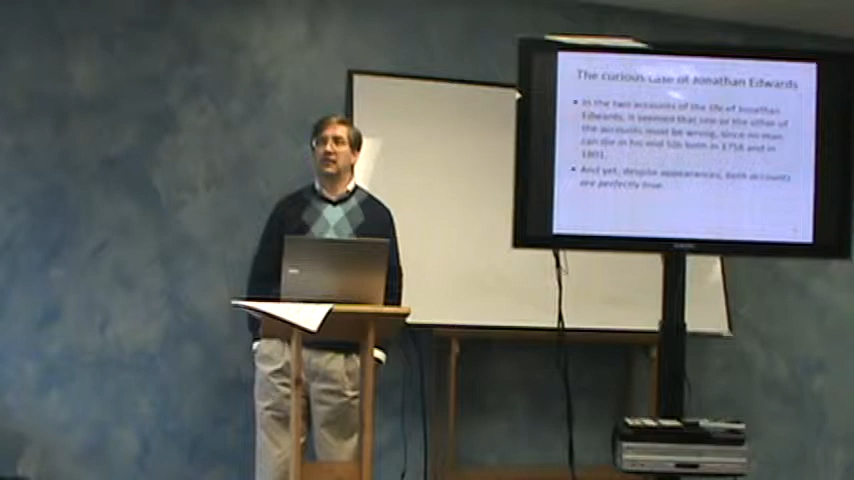 The curious case of Jonathan Edwards
• In the two accounts of the life of Jonathan
Edwards, it seemed that one or the other of
the accounts must be wrong, since no man
can die in his mid 50s both in 1758 and in
1801.
• And yet, despite appearances, both accounts
are perfectly true.